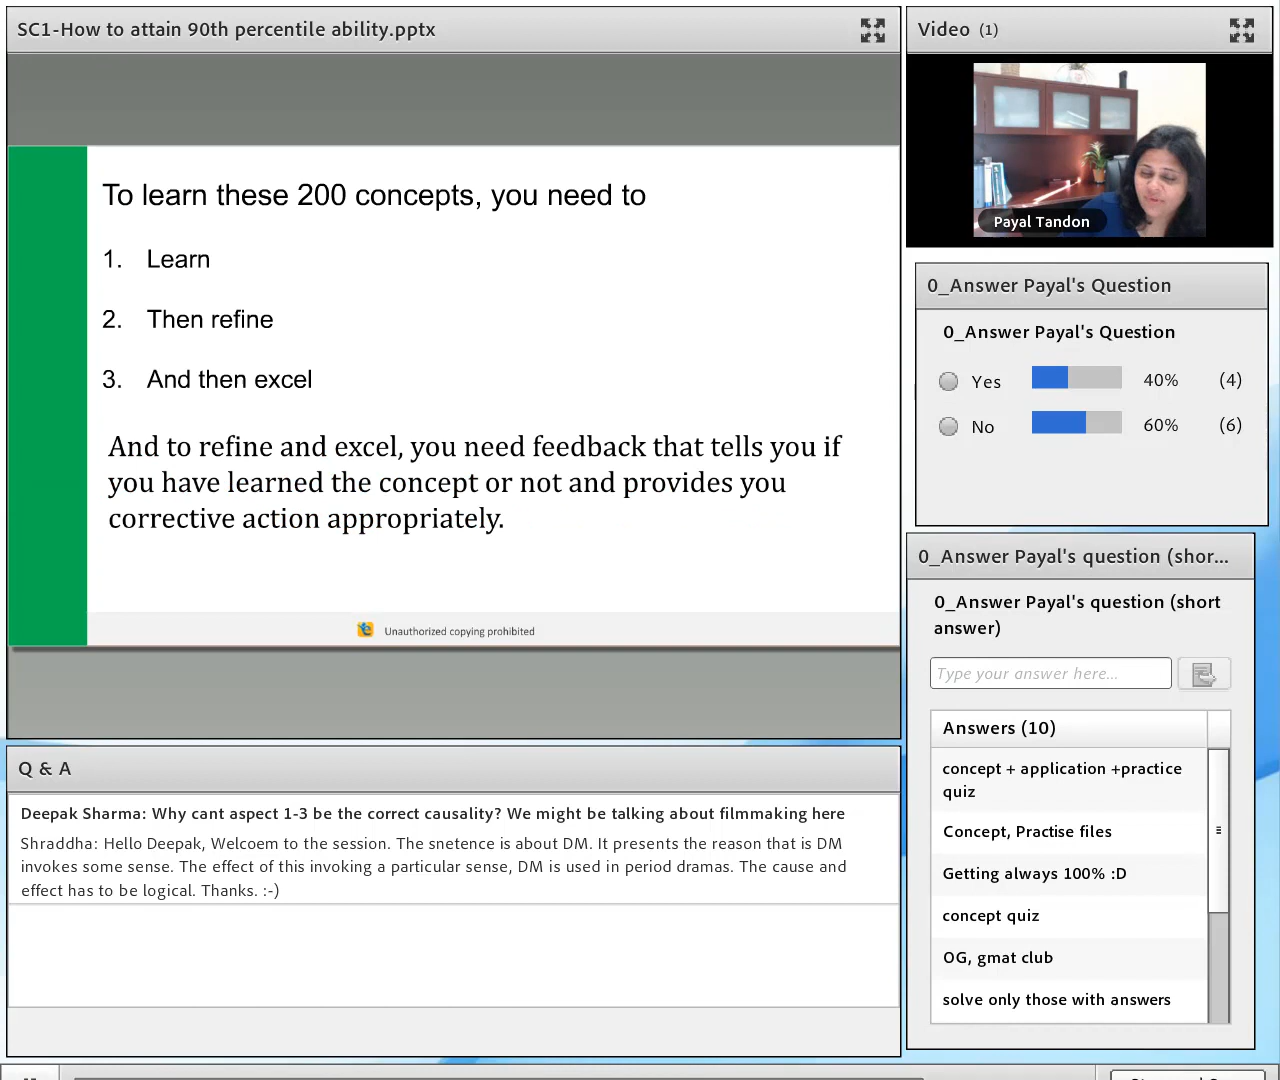 SC1-How to attain 90th percentile ability.pptx
To learn these 200 concepts, you need to
1. Learn
2. Then refine
3. And then excel
And to refine and excel, you need feedback that tells you if
you have learned the concept or not and provides you
corrective action appropriately.
Unauthorized copying prohibited
Q & A
Deepak Sharma: Why cant aspect 1-3 be the correct causality? We might be talking about filmmaking here
Shraddha: Hello Deepak, Welcoem to the session. The snetence is about DM. It presents the reason that is DM
invokes some sense. The effect of this invoking a particular sense, DM is used in period dramas. The cause and
effect has to be logical. Thanks. :-)
Video (1)
Payal Tandon
0_Answer Payal's Question
0_Answer Payal's Question
Yes 40% (4)
No 60% (6)
0_Answer Payal's question (shor...
0_Answer Payal's question (short
answer)
Type your answer here...
Answers (10)
concept + application +practice
quiz
Concept, Practise files
Getting always 100% :D
concept quiz
OG, gmat club
solve only those with answers